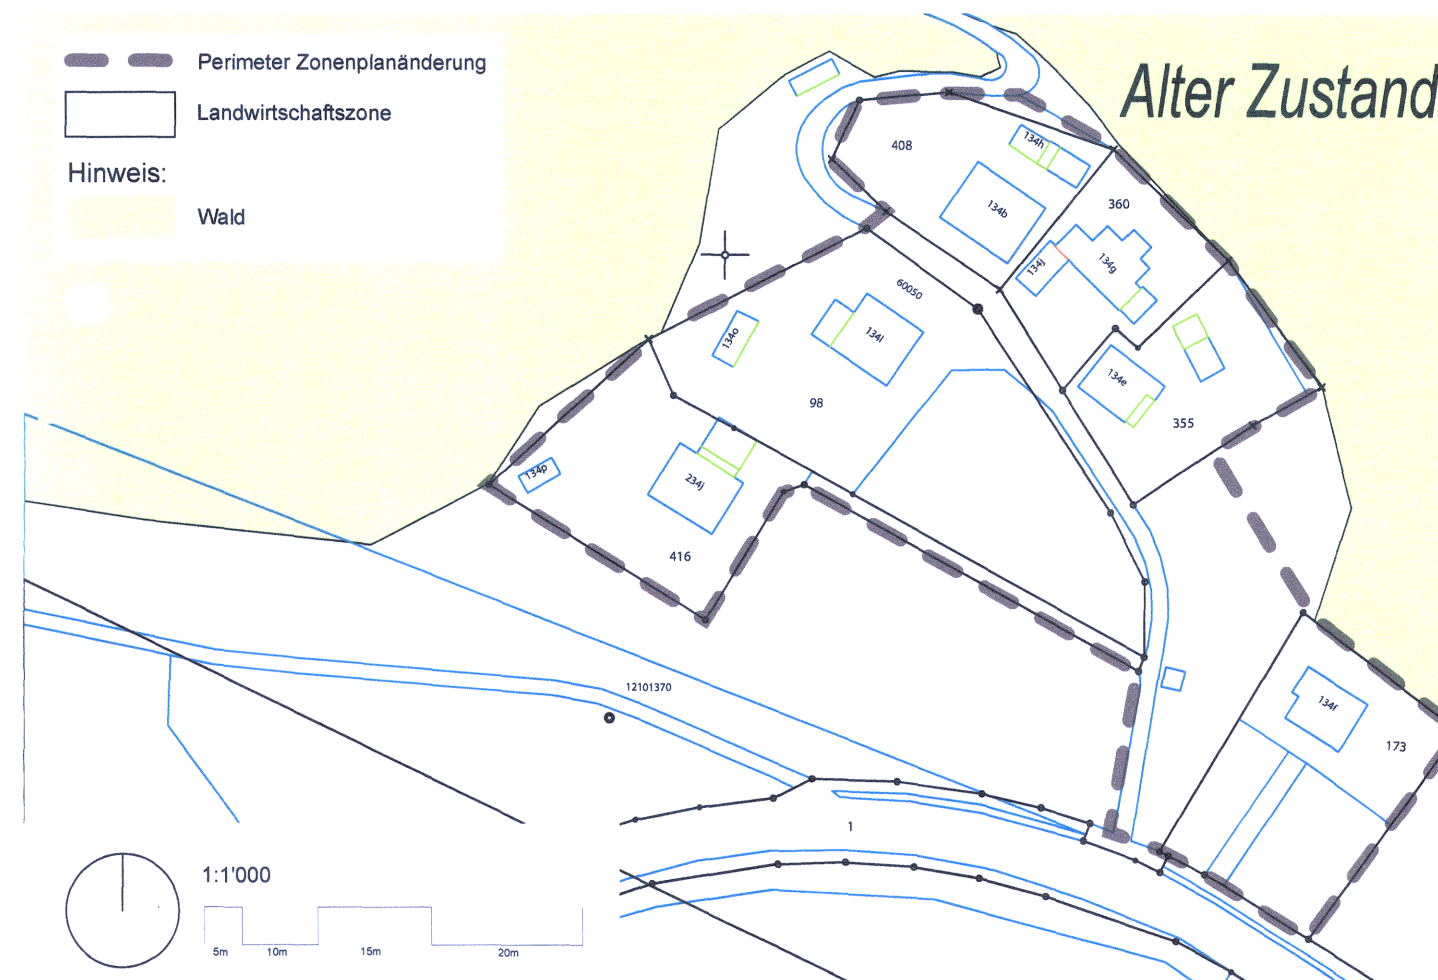 Perimeter Zonenplanänderung
Landwirtschaftszone
Hinweis:
Wald
Alter Zustand
408
134h
134b
360
134j
134g
60050
134o
134l
134e
98
355
134p
234j
416
12101370
134f
173
1
1:1'000
5m
10m
15m
20m